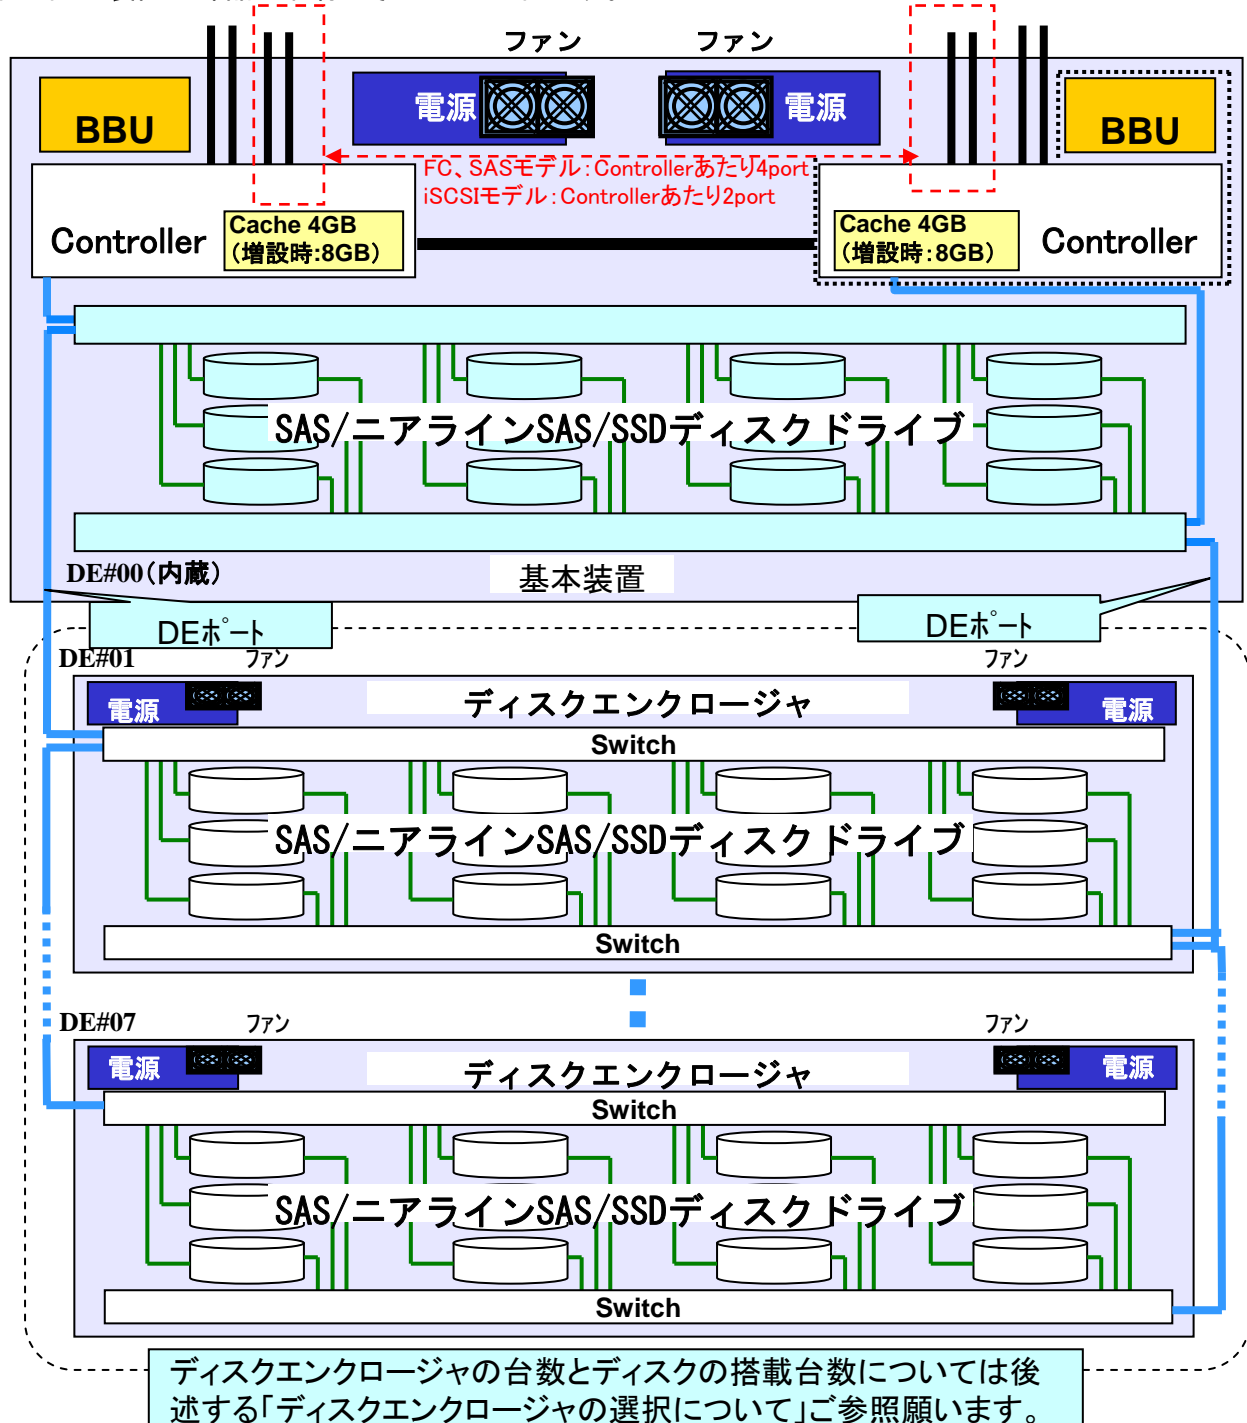 ファン
ファン
BBU
電源
電源
BBU
FC、SASモデル：Controllerあたり4port
iSCSIモデル：Controllerあたり2port
Controller
Cache 4GB
（増設時:8GB）
Cache 4GB
（増設時：8GB）
Controller
SAS/ニアラインSAS/SSDディスクドライブ
DE#00（内蔵）
基本装置
DEﾎﾟｰﾄ
DEﾎﾟｰﾄ
DE#01
ﾌｧﾝ
ﾌｧﾝ
電源
ディスクエンクロージャ
電源
Switch
SAS/ニアラインSAS/SSDディスクドライブ
Switch
DE#07
ﾌｧﾝ
ﾌｧﾝ
電源
ディスクエンクロージャ
電源
Switch
SAS/ニアラインSAS/SSDディスクドライブ
Switch
ディスクエンクロージャの台数とディスクの搭載台数については後
述する「ディスクエンクロージャの選択について」ご参照願います。